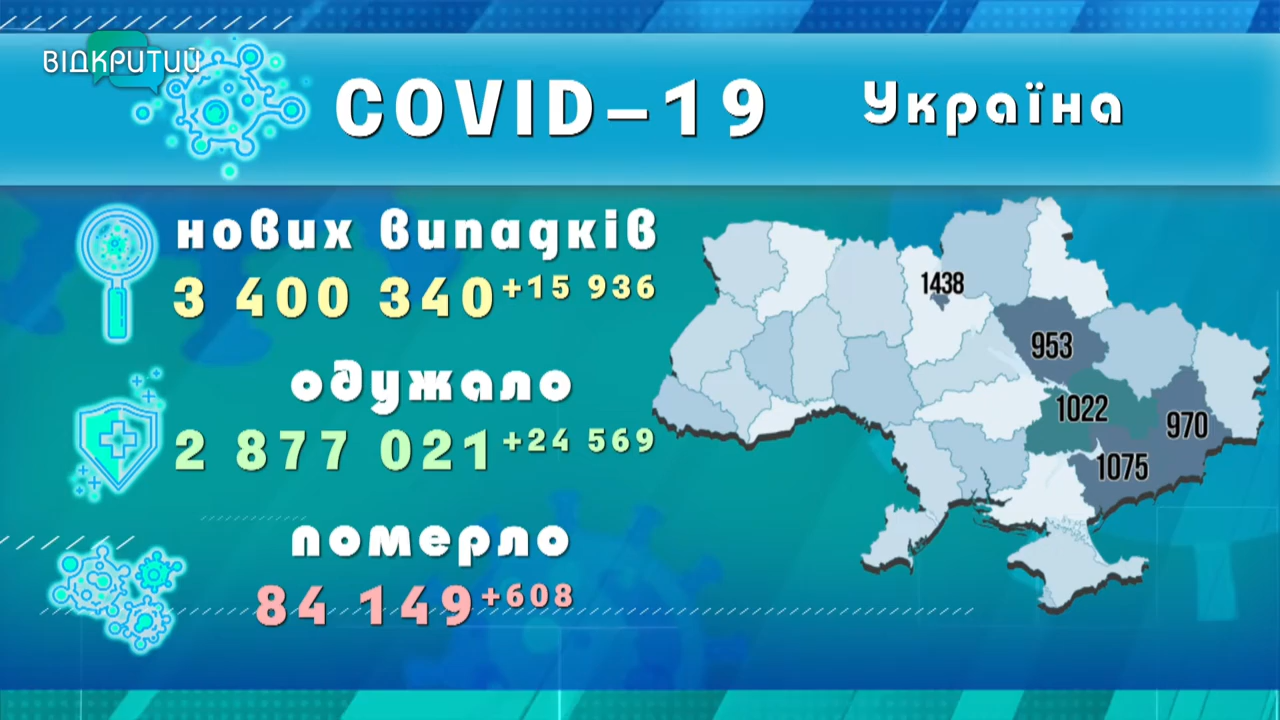 ВІДКРИТИЙ
COVID-19 Україна
нових випадків
3 400 340 +15 936
одужало
2 877 021 +24 569
померло
84 149 +608
1438
953
1022
970
1075